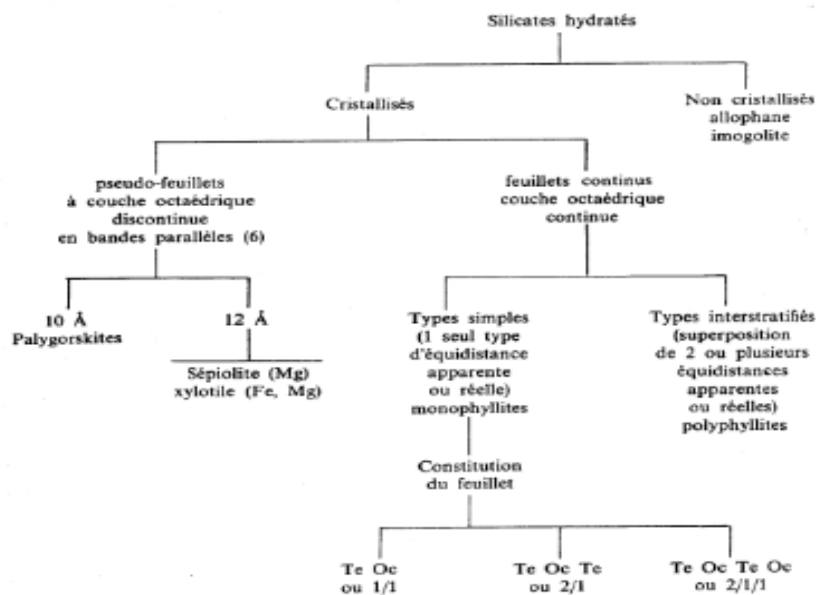 Silicates hydratés
Cristallisés
Non cristallisés
allophane
imogolite
pseudo-feuillets
à couche octaédrique
discontinue
en bandes parallèles (6)
feuillets continus
couche octaédrique
continue
10 Å
Palygorskites
12 Å
Sépiolite (Mg)
xylotile (Fe, Mg)
Types simples
(1 seul type
d'équidistance
apparente
ou réelle)
monophyllites
Types interstratifiés
(superposition
de 2 ou plusieurs
équidistances
apparentes
ou réelles)
polyphyllites
Constitution
du feuillet
Te Oc
ou 1/1
Te Oc Te
ou 2/1
Te Oc Te Oc
ou 2/1/1